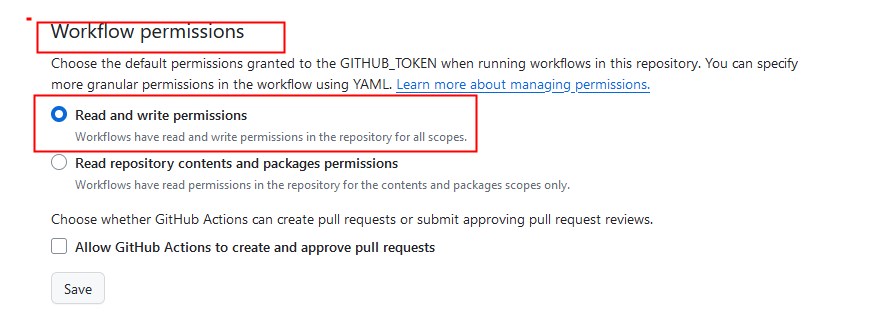 Workflow permissions
Choose the default permissions granted to the GITHUB_TOKEN when running workflows in this repository. You can specify
more granular permissions in the workflow using YAML. Learn more about managing permissions.
Read and write permissions
Workflows have read and write permissions in the repository for all scopes.
Read repository contents and packages permissions
Workflows have read permissions in the repository for the contents and packages scopes only.
Choose whether GitHub Actions can create pull requests or submit approving pull request reviews.
Allow GitHub Actions to create and approve pull requests
Save